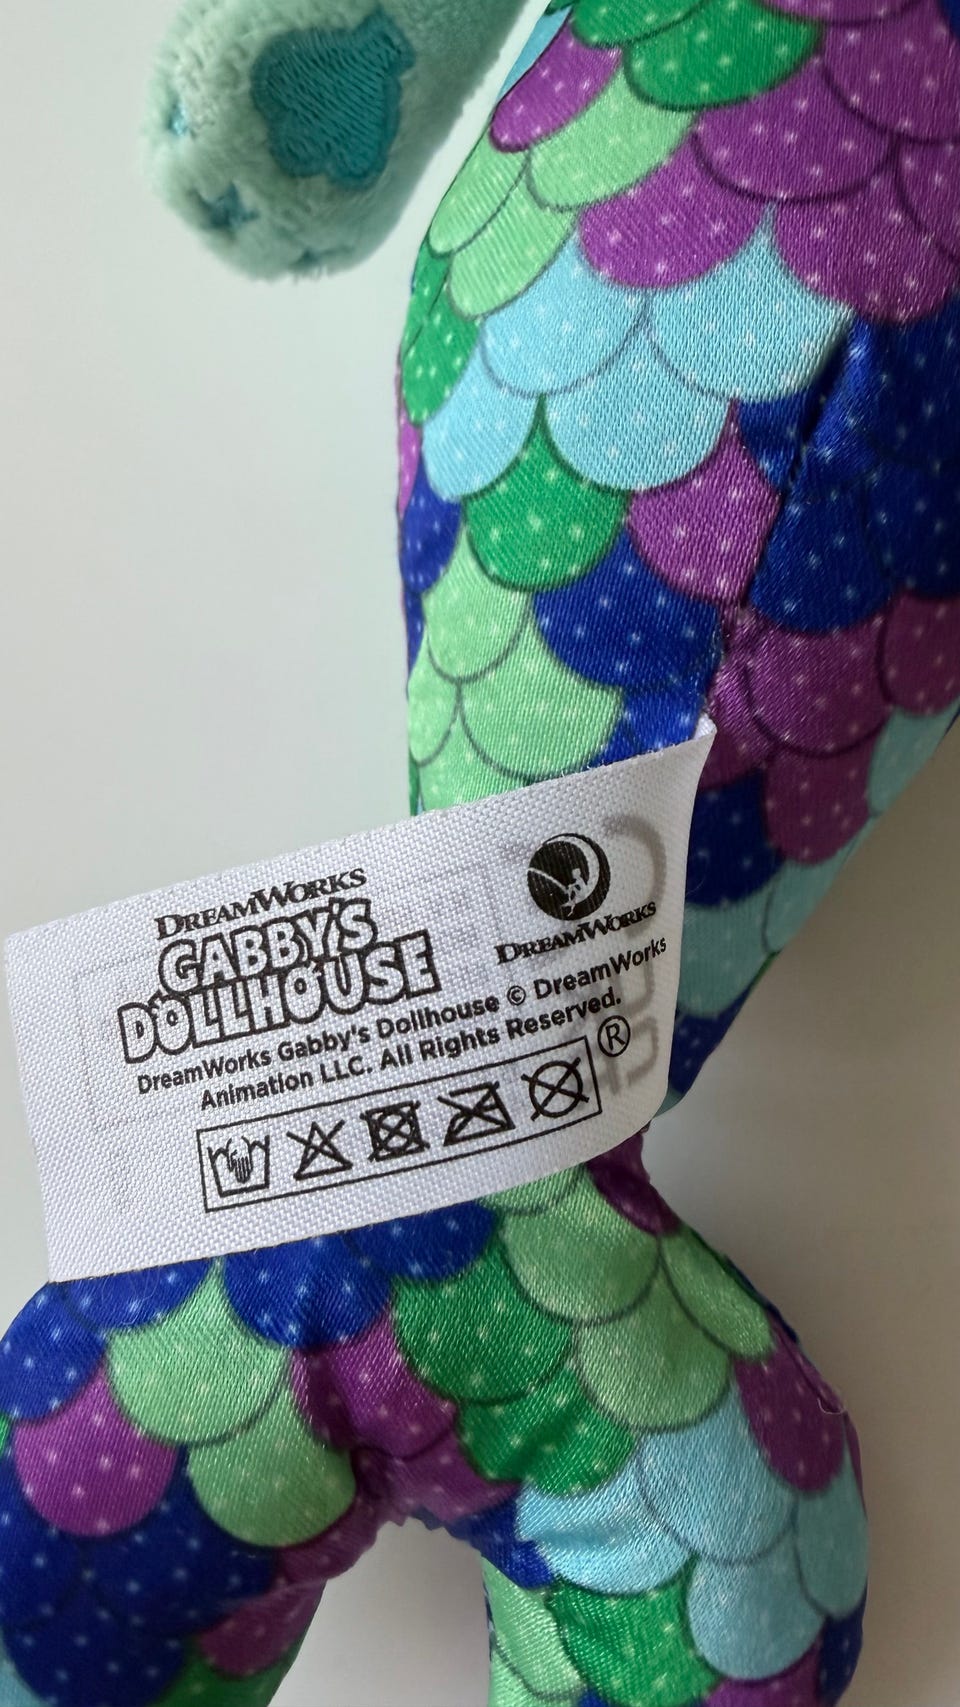 DREAMWORKS
GABBY'S
DOLLHOUSE
DREAMWORKS
DreamWorks Gabby's Dollhouse © DreamWorks
Animation LLC. All Rights Reserved.
®